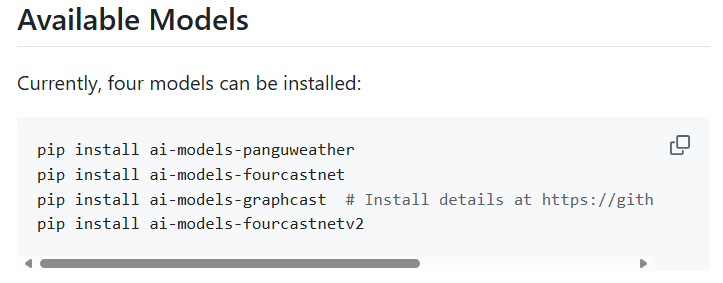 Available Models
Currently, four models can be installed:
pip install ai-models-panguweather
pip install ai-models-fourcastnet
pip install ai-models-graphcast  # Install details at https://gith
pip install ai-models-fourcastnetv2